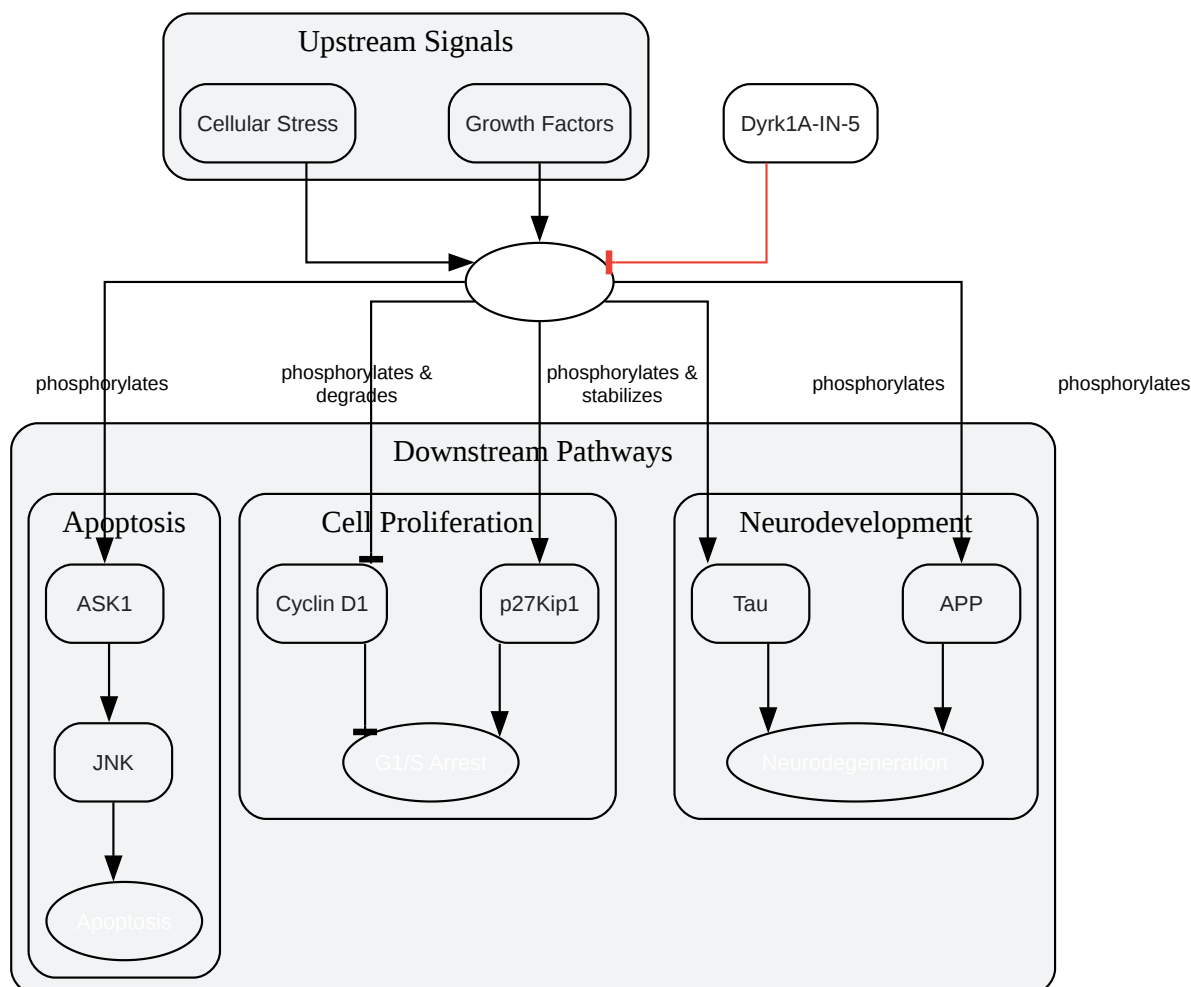 Upstream Signals
Cellular Stress
Growth Factors
Dyrk1A-IN-5
phosphorylates
phosphorylates &
degrades
phosphorylates &
stabilizes
phosphorylates
phosphorylates
Downstream Pathways
Apoptosis
Cell Proliferation
Neurodevelopment
ASK1
Cyclin D1
p27Kip1
Tau
APP
JNK
G1/S Arrest
Neurodegeneration
Apoptosis